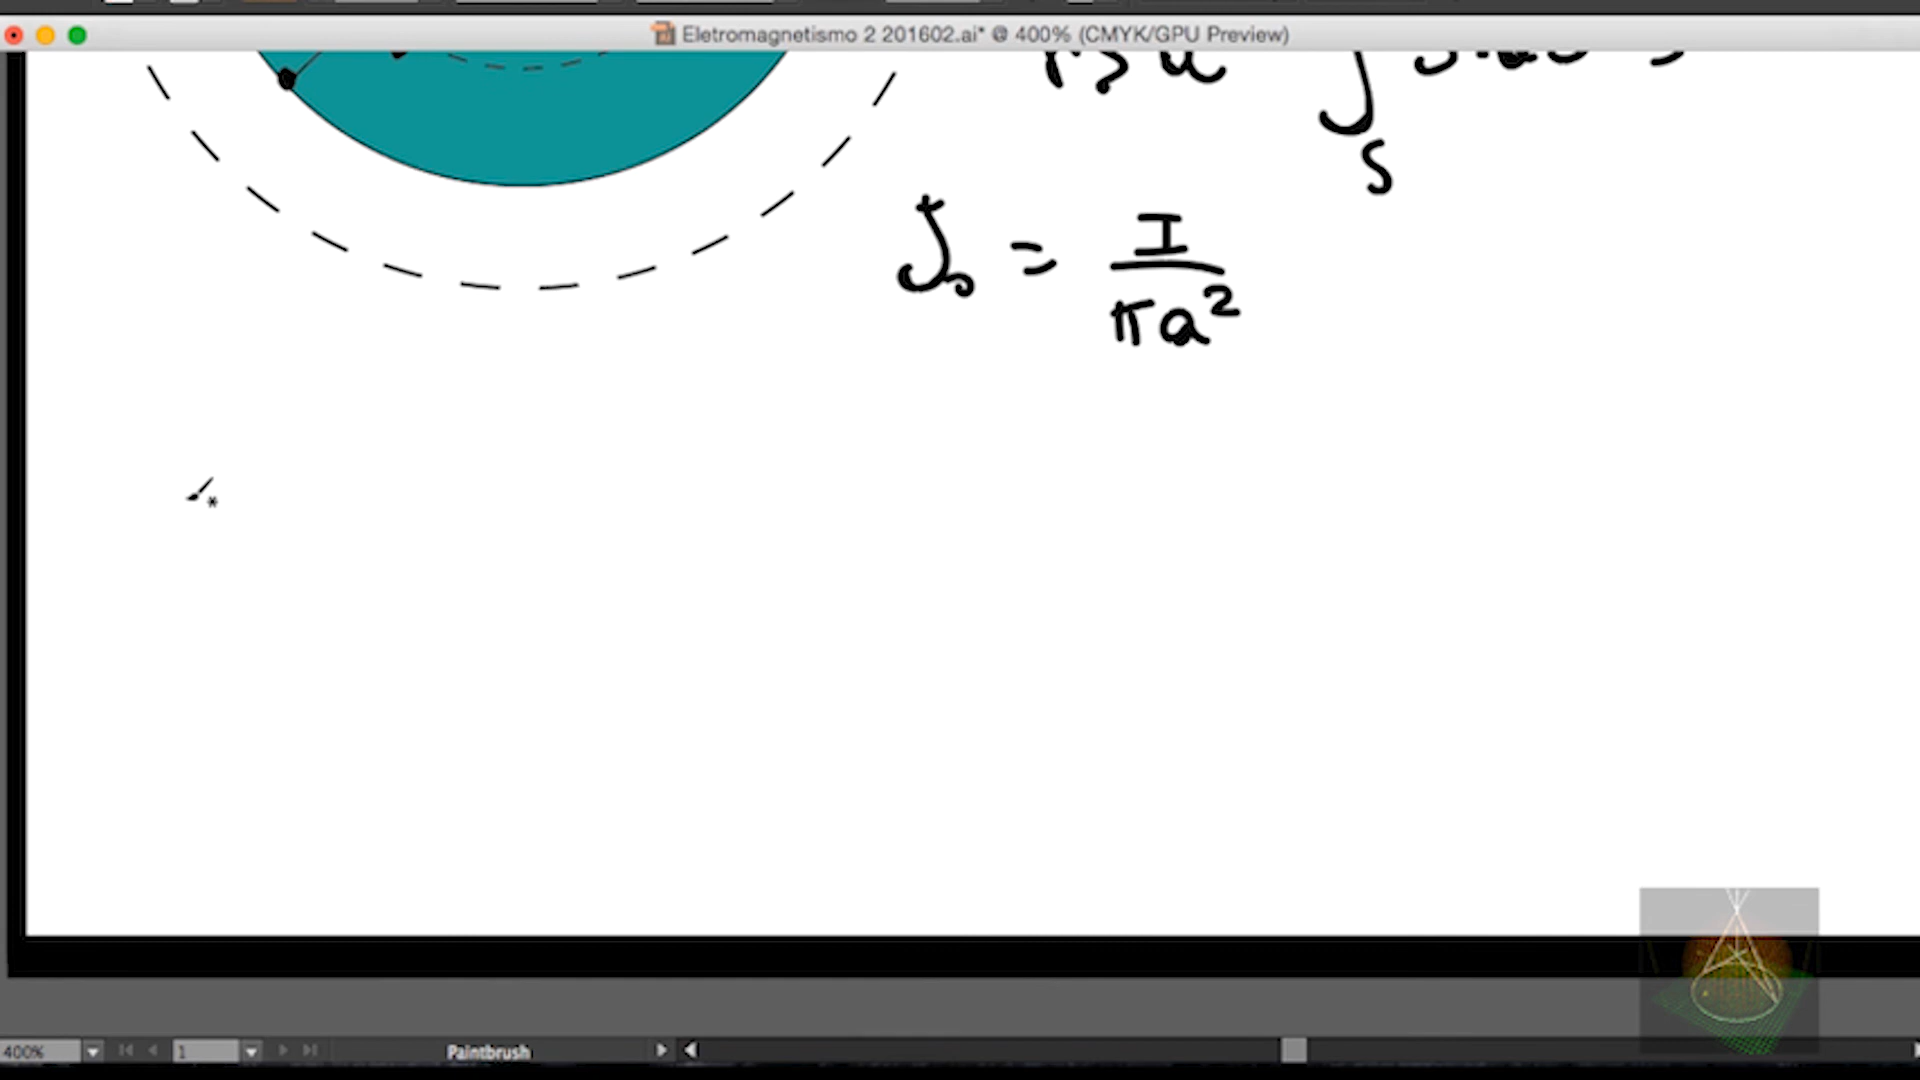 Eletromagnetismo 2 201602.ai* @ 400% (CMYK/GPU Preview)
S
J₀ = I / πa²
400%
1
Paintbrush